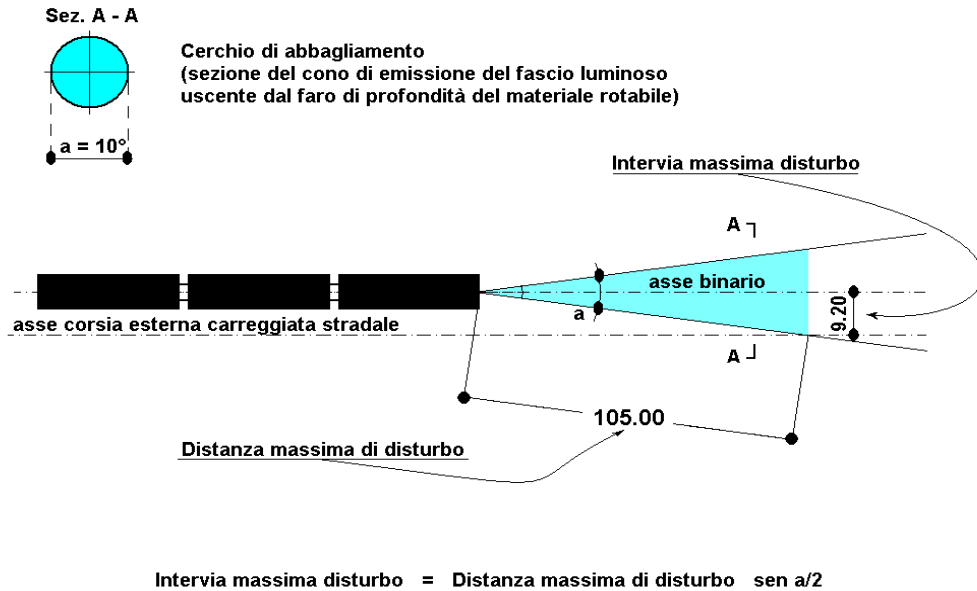 Sez. A - A
Cerchio di abbagliamento
(sezione del cono di emissione del fascio luminoso
uscente dal faro di profondità del materiale rotabile)
a = 10°
Intervia massima disturbo
A
asse binario
a
9.20
asse corsia esterna carreggiata stradale
A
105.00
Distanza massima di disturbo
Intervia massima disturbo = Distanza massima di disturbo sen a/2